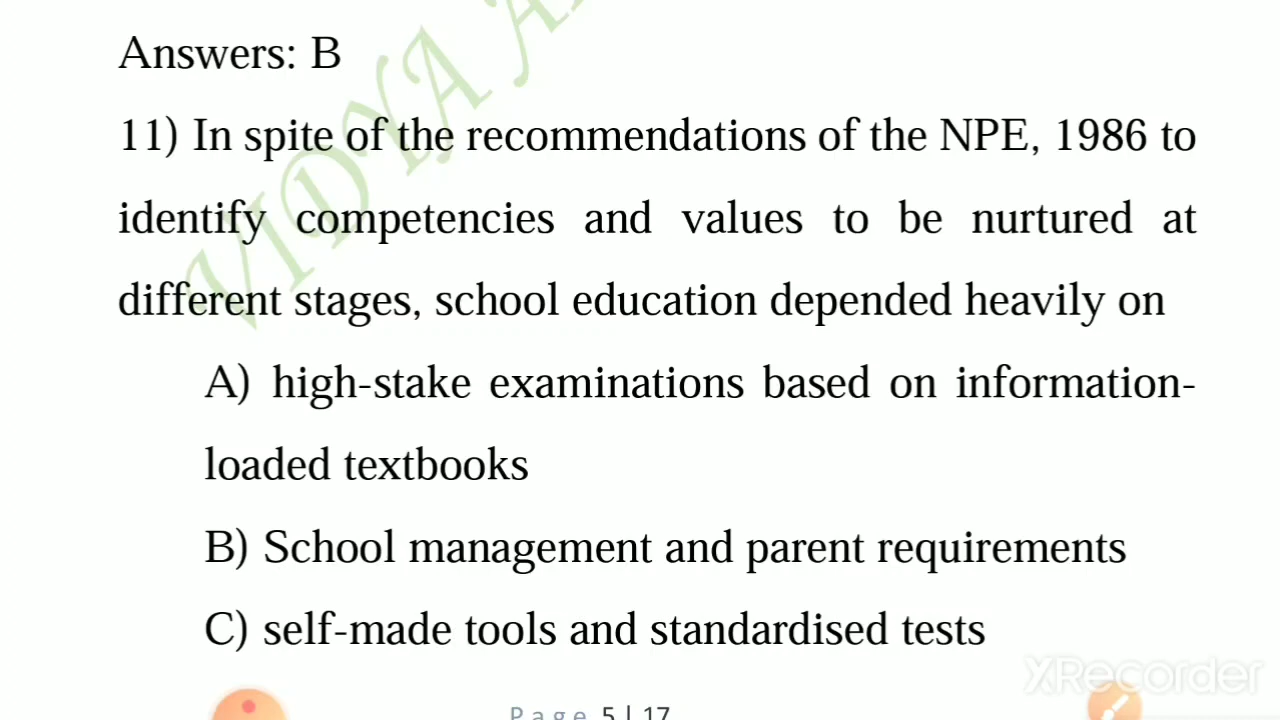 Answers: B
11) In spite of the recommendations of the NPE, 1986 to
identify competencies and values to be nurtured at
different stages, school education depended heavily on
A) high-stake examinations based on information-
loaded textbooks
B) School management and parent requirements
C) self-made tools and standardised tests
Page 5 | 17
XRecorder
VIDYA A